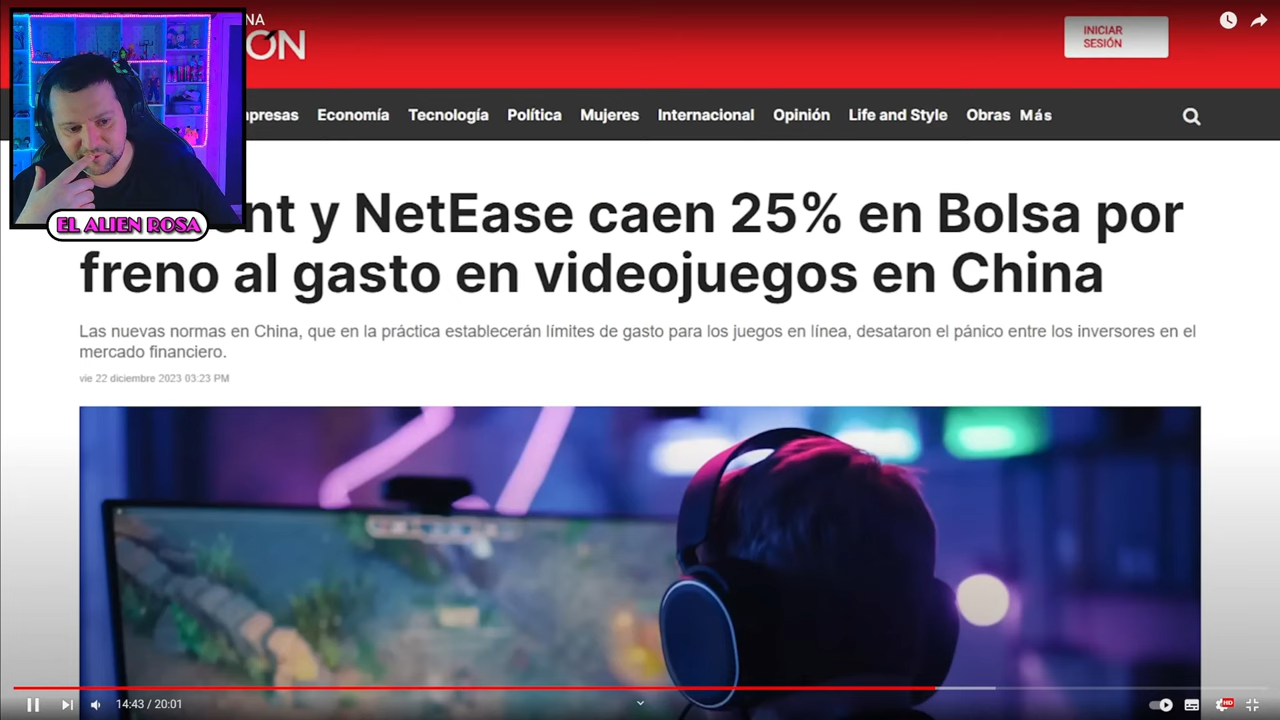 NA
ÓN
INICIAR
SESIÓN
presas Economía Tecnología Política Mujeres Internacional Opinión Life and Style Obras Más
EL ALIEN ROSA
nt y NetEase caen 25% en Bolsa por
freno al gasto en videojuegos en China
Las nuevas normas en China, que en la práctica establecerán límites de gasto para los juegos en línea, desataron el pánico entre los inversores en el
mercado financiero.
vie 22 diciembre 2023 03:23 PM
14:43 / 20:01
HD